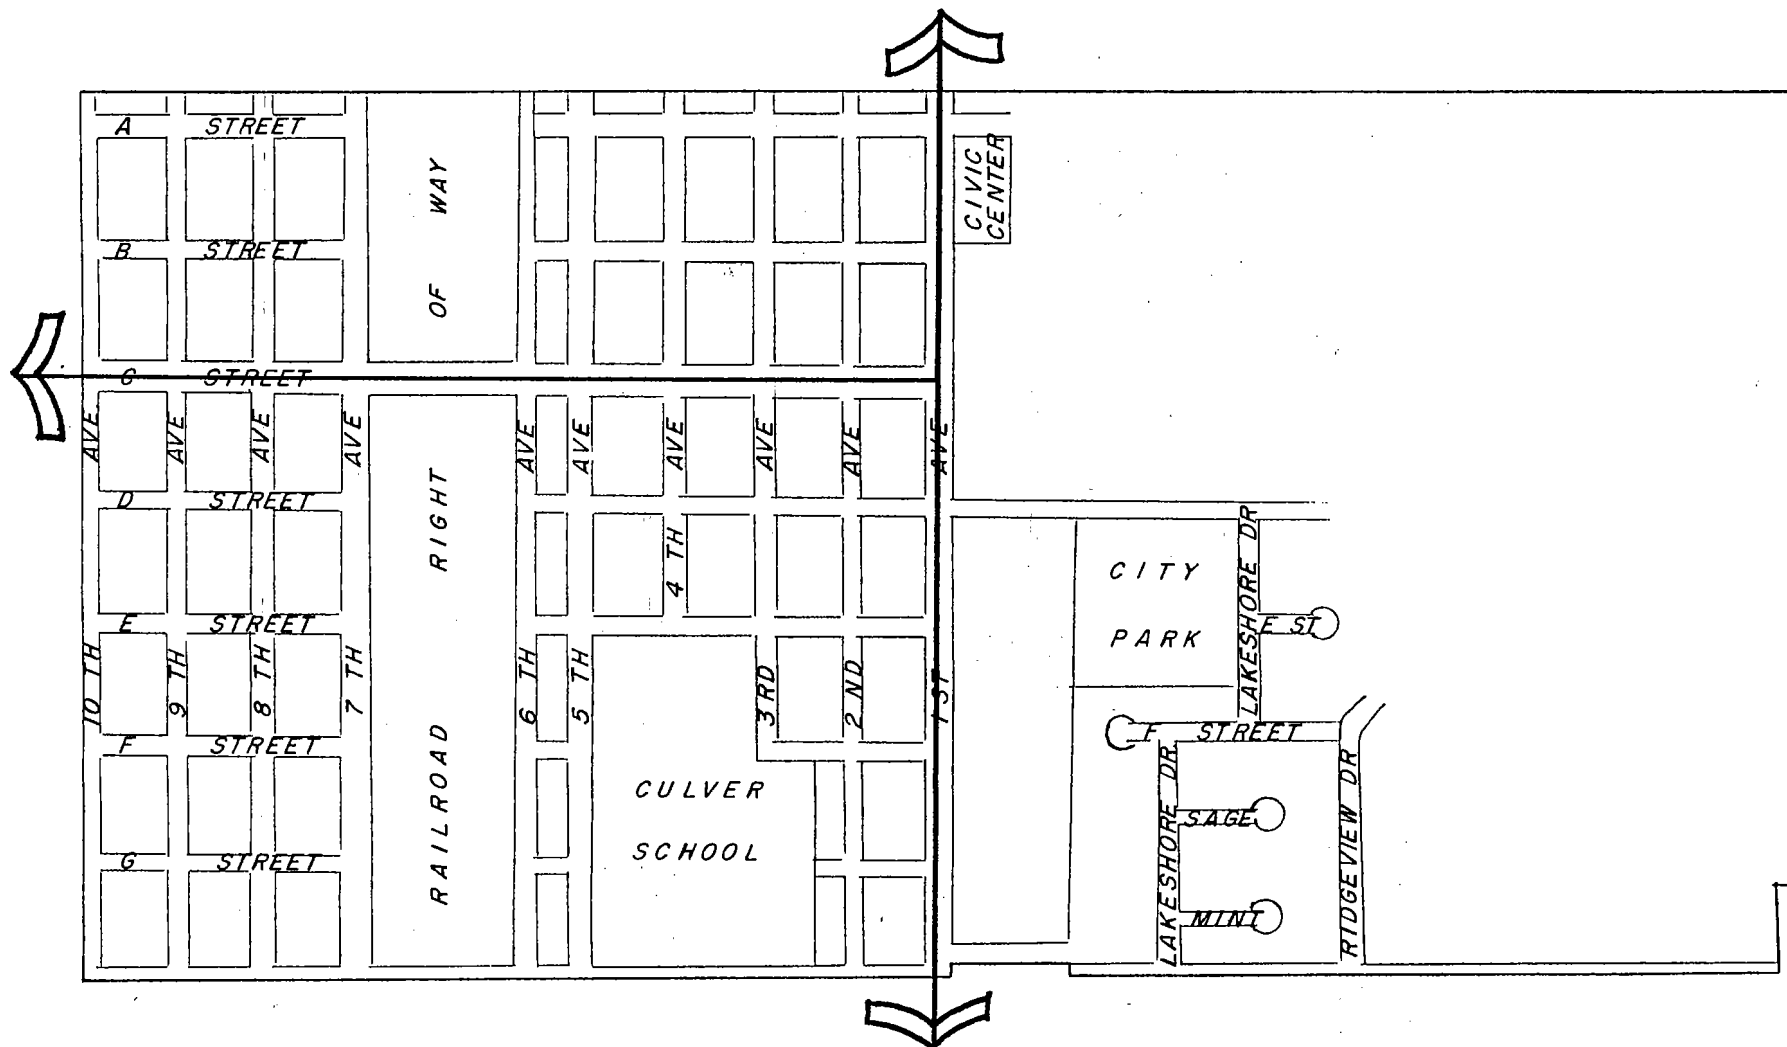 A STREET
CIVIC
CENTER
B STREET
RAILROAD RIGHT OF WAY
C STREET
10 TH AVE
9 TH AVE
8 TH AVE
7 TH AVE
6 TH AVE
5 TH AVE
4 TH AVE
3 RD AVE
2 ND AVE
1 ST AVE
D STREET
CITY
PARK
LAKESHORE DR
E ST
E STREET
F STREET
F STREET
CULVER
SCHOOL
LAKESHORE DR
SAGE
MINT
RIDGEVIEW DR
G STREET